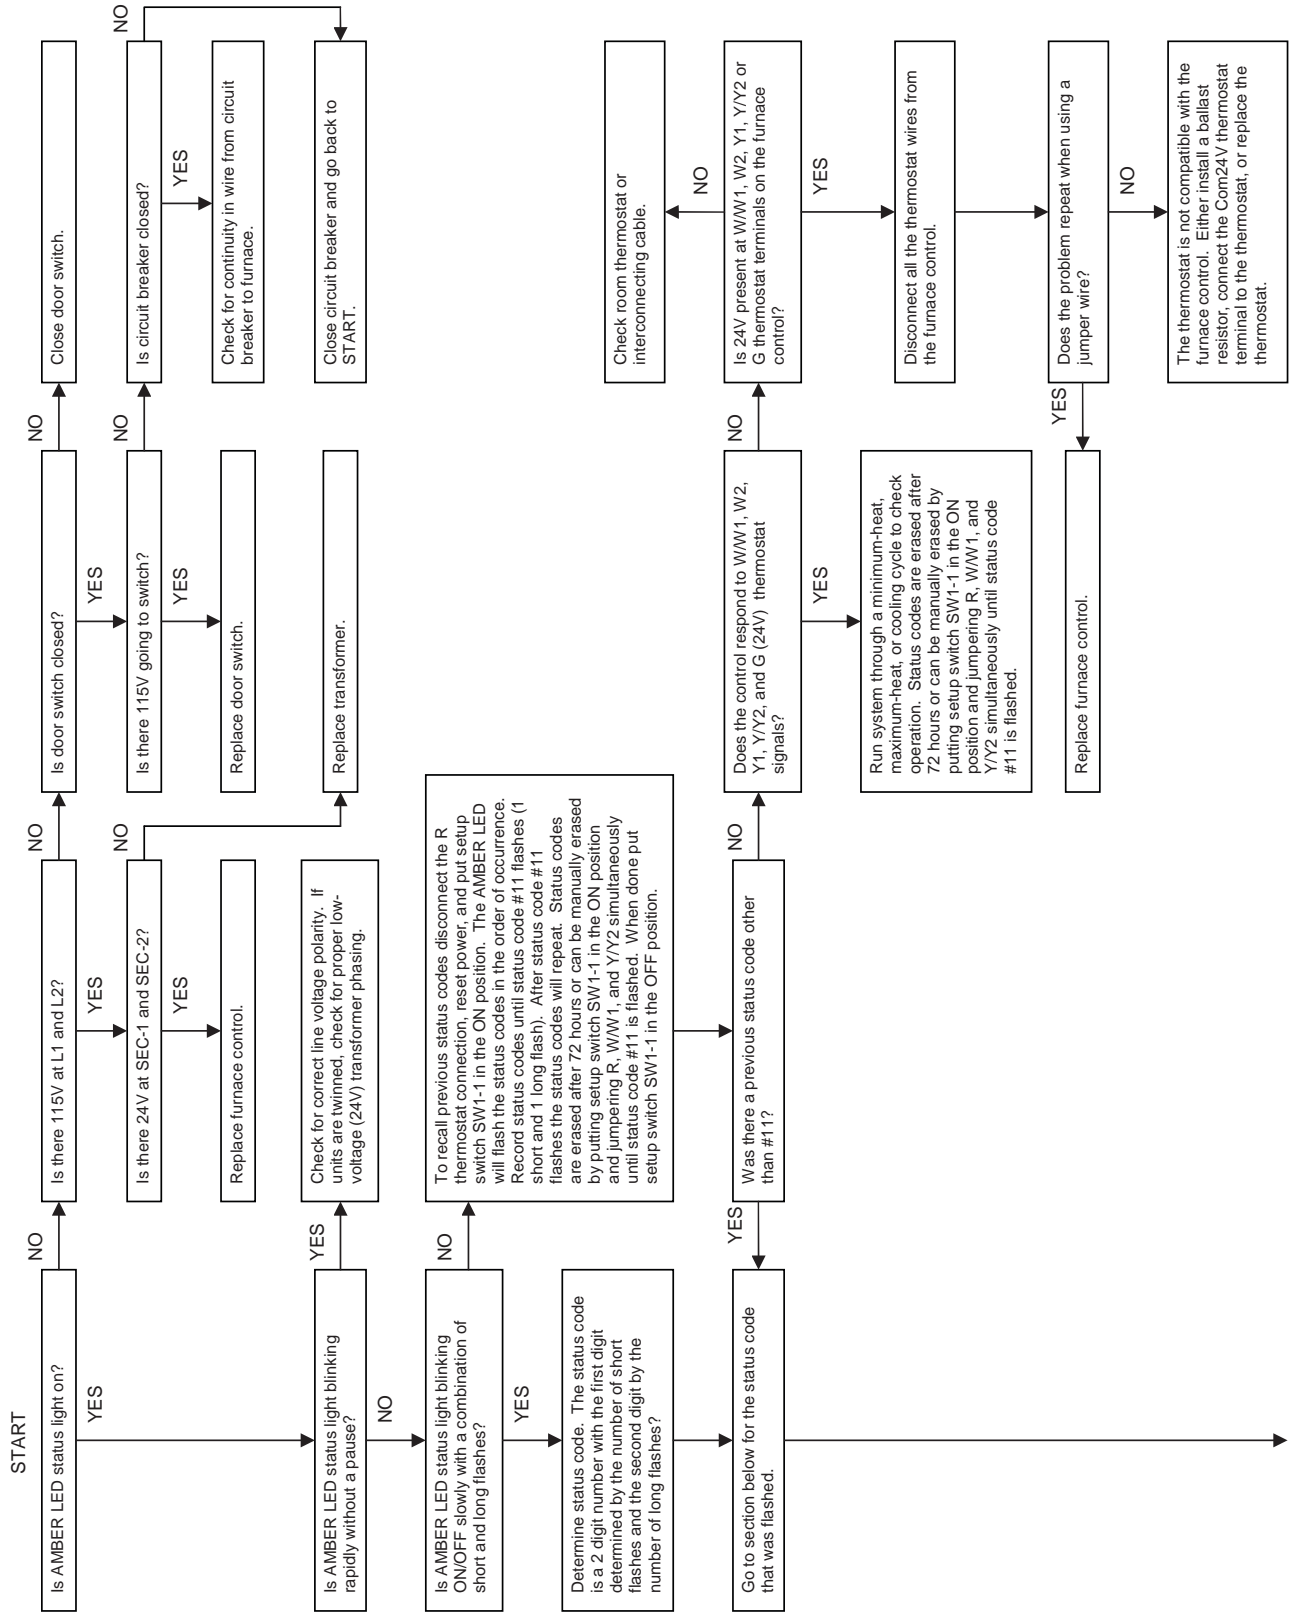 START
Is AMBER LED status light on?
NO
Is there 115V at L1 and L2?
NO
Is door switch closed?
NO
Close door switch.
YES
YES
YES
Is there 24V at SEC-1 and SEC-2?
NO
Is there 115V going to switch?
NO
Is circuit breaker closed?
NO
YES
YES
YES
Replace furnace control.
Replace door switch.
Check for continuity in wire from circuit
breaker to furnace.
Is AMBER LED status light blinking
rapidly without a pause?
YES
Check for correct line voltage polarity. If
units are twinned, check for proper low-
voltage (24V) transformer phasing.
Replace transformer.
Close circuit breaker and go back to
START.
NO
Is AMBER LED status light blinking
ON/OFF slowly with a combination of
short and long flashes?
NO
To recall previous status codes disconnect the R
thermostat connection, reset power, and put setup
switch SW1-1 in the ON position. The AMBER LED
will flash the status codes in the order of occurrence.
Record status codes until status code #11 flashes (1
short and 1 long flash). After status code #11
flashes the status codes will repeat. Status codes
are erased after 72 hours or can be manually erased
by putting setup switch SW1-1 in the ON position
and jumpering R, W/W1, and Y/Y2 simultaneously
until status code #11 is flashed. When done put
setup switch SW1-1 in the OFF position.
YES
Determine status code. The status code
is a 2 digit number with the first digit
determined by the number of short
flashes and the second digit by the
number of long flashes?
Check room thermostat or
interconnecting cable.
NO
Go to section below for the status code
that was flashed.
YES
Was there a previous status code other
than #11?
NO
Does the control respond to W/W1, W2,
Y1, Y/Y2, and G (24V) thermostat
signals?
NO
Is 24V present at W/W1, W2, Y1, Y/Y2 or
G thermostat terminals on the furnace
control?
YES
YES
Run system through a minimum-heat,
maximum-heat, or cooling cycle to check
operation. Status codes are erased after
72 hours or can be manually erased by
putting setup switch SW1-1 in the ON
position and jumpering R, W/W1, and
Y/Y2 simultaneously until status code
#11 is flashed.
Disconnect all the thermostat wires from
the furnace control.
Replace furnace control.
YES
Does the problem repeat when using a
jumper wire?
NO
The thermostat is not compatible with the
furnace control. Either install a ballast
resistor, connect the Com24V thermostat
terminal to the thermostat, or replace the
thermostat.